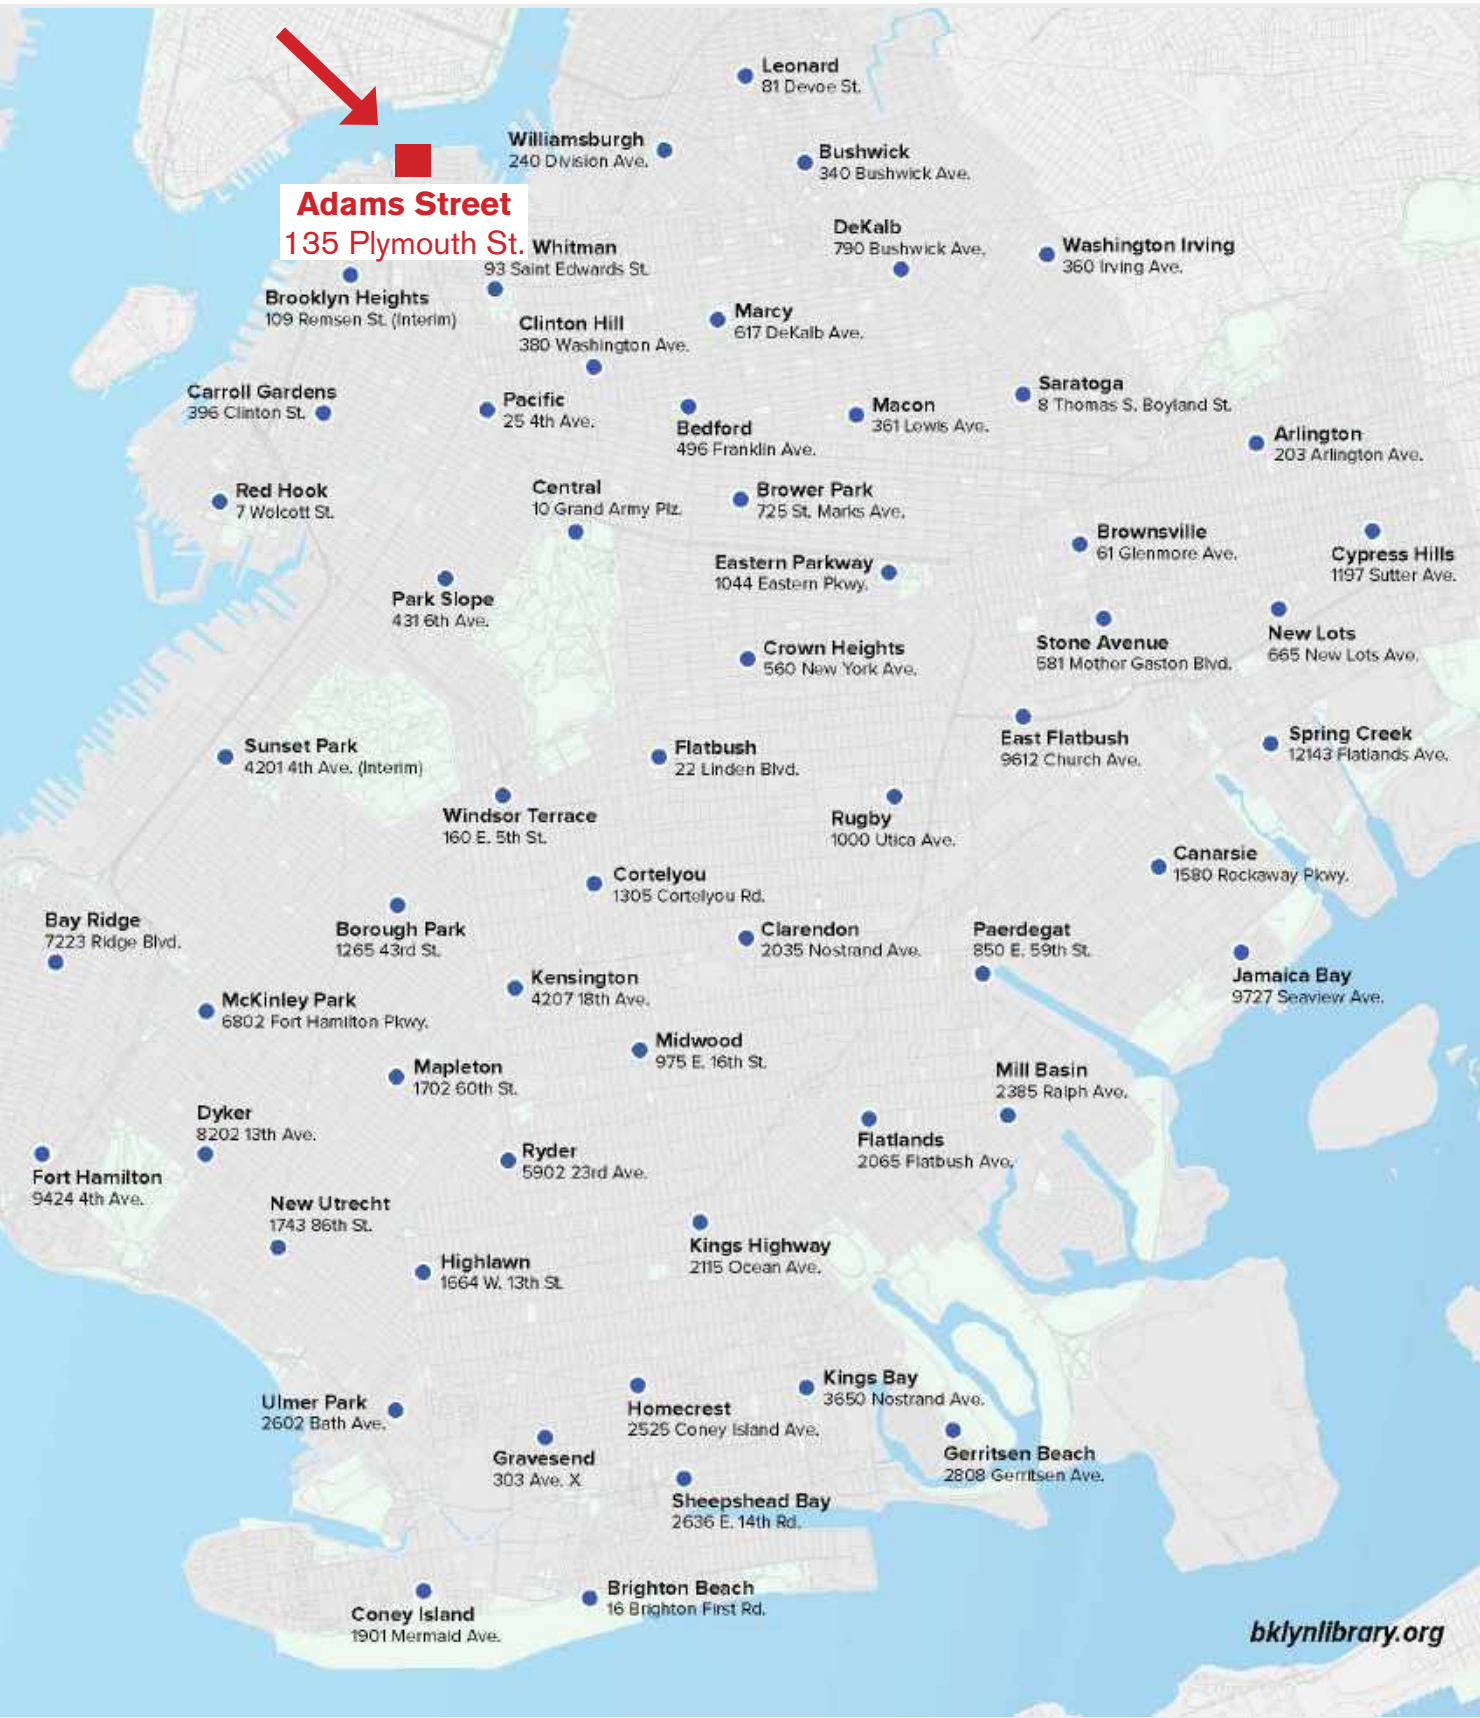 Leonard
81 Devoe St.
Williamsburgh
240 Division Ave.
Bushwick
340 Bushwick Ave.
Adams Street
135 Plymouth St.
Whitman
93 Saint Edwards St.
DeKalb
790 Bushwick Ave.
Washington Irving
360 Irving Ave.
Brooklyn Heights
109 Remsen St. (Interim)
Clinton Hill
380 Washington Ave.
Marcy
617 DeKalb Ave.
Carroll Gardens
396 Clinton St.
Pacific
25 4th Ave.
Bedford
496 Franklin Ave.
Macon
361 Lewis Ave.
Saratoga
8 Thomas S. Boyland St.
Arlington
203 Arlington Ave.
Red Hook
7 Wolcott St.
Central
10 Grand Army Plz.
Brower Park
725 St. Marks Ave.
Brownsville
61 Glenmore Ave.
Cypress Hills
1197 Sutter Ave.
Eastern Parkway
1044 Eastern Pkwy.
Park Slope
431 6th Ave.
Crown Heights
560 New York Ave.
Stone Avenue
581 Mother Gaston Blvd.
New Lots
665 New Lots Ave.
Sunset Park
4201 4th Ave. (Interim)
Flatbush
22 Linden Blvd.
East Flatbush
9612 Church Ave.
Spring Creek
12143 Flatlands Ave.
Windsor Terrace
160 E. 5th St.
Rugby
1000 Utica Ave.
Canarsie
1580 Rockaway Pkwy.
Cortelyou
1305 Cortelyou Rd.
Bay Ridge
7223 Ridge Blvd.
Borough Park
1265 43rd St.
Clarendon
2035 Nostrand Ave.
Paerdegat
850 E. 59th St.
Jamaica Bay
9727 Seaview Ave.
Kensington
4207 18th Ave.
McKinley Park
6802 Fort Hamilton Pkwy.
Midwood
975 E. 16th St.
Mapleton
1702 60th St.
Mill Basin
2385 Ralph Ave.
Dyker
8202 13th Ave.
Flatlands
2065 Flatbush Ave.
Ryder
5902 23rd Ave.
Fort Hamilton
9424 4th Ave.
New Utrecht
1743 86th St.
Kings Highway
2115 Ocean Ave.
Highlawn
1664 W. 13th St.
Kings Bay
3650 Nostrand Ave.
Ulmer Park
2602 Bath Ave.
Homecrest
2525 Coney Island Ave.
Gravesend
303 Ave. X
Gerritsen Beach
2808 Gerritsen Ave.
Sheepshead Bay
2636 E. 14th Rd.
Brighton Beach
16 Brighton First Rd.
Coney Island
1901 Mermaid Ave.
bklynlibrary.org